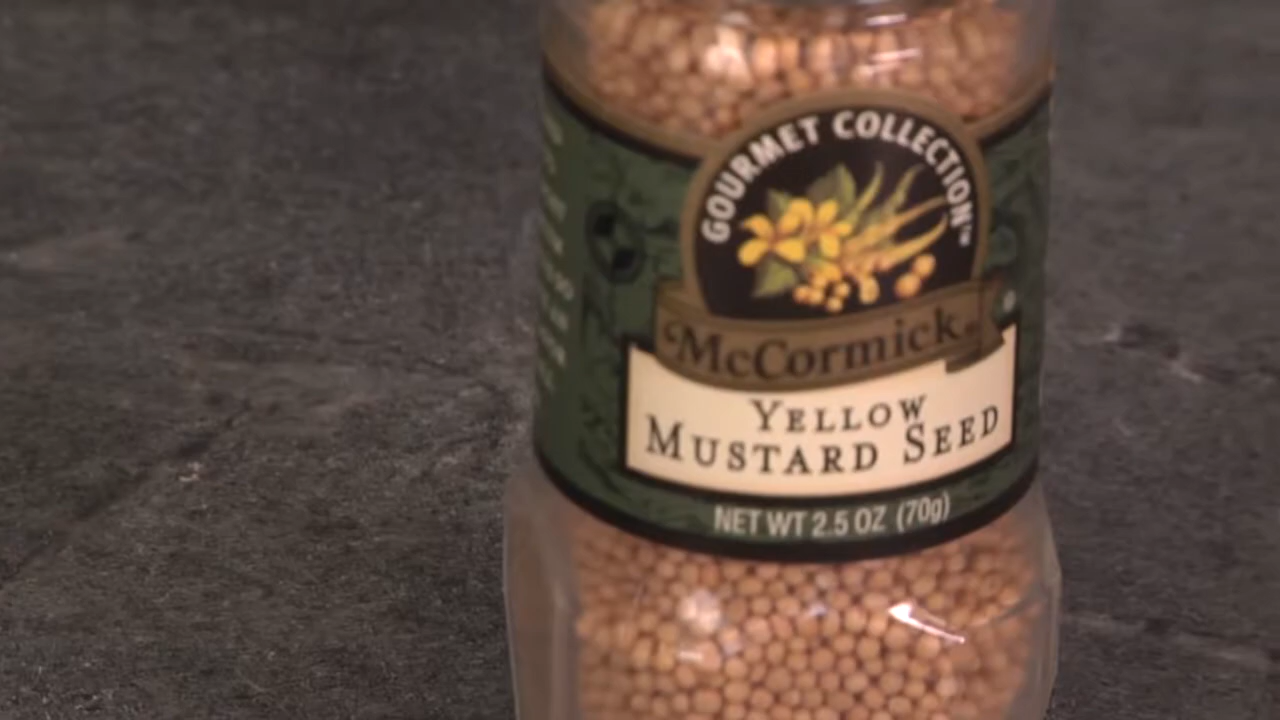 GOURMET COLLECTION™
McCormick®
YELLOW
MUSTARD SEED
NET WT 2.5 OZ (70g)